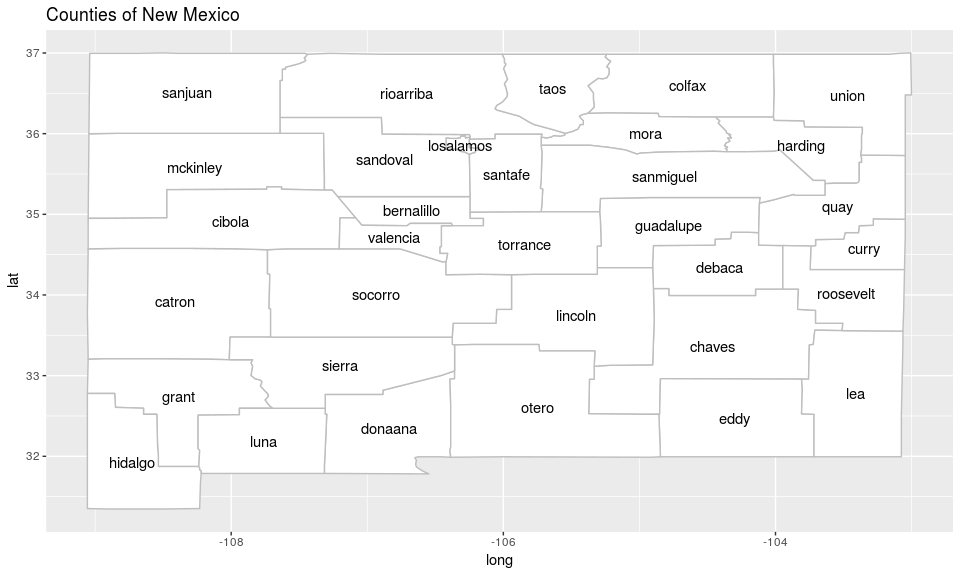 Counties of New Mexico
37
36
35
34
33
32
lat
sanjuan
rioarriba
taos
colfax
union
mckinley
sandoval
losalamos
santafe
mora
harding
sanmiguel
cibola
bernalillo
valencia
torrance
guadalupe
quay
curry
debaca
roosevelt
catron
socorro
lincoln
chaves
sierra
grant
otero
lea
eddy
donaana
luna
hidalgo
-108
-106
-104
long